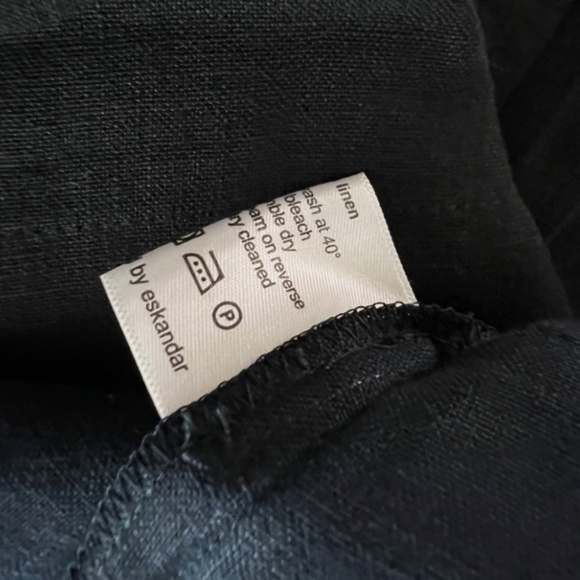 linen
ash at 40°
bleach
ble dry
am on reverse
y cleaned
P
by eskandar